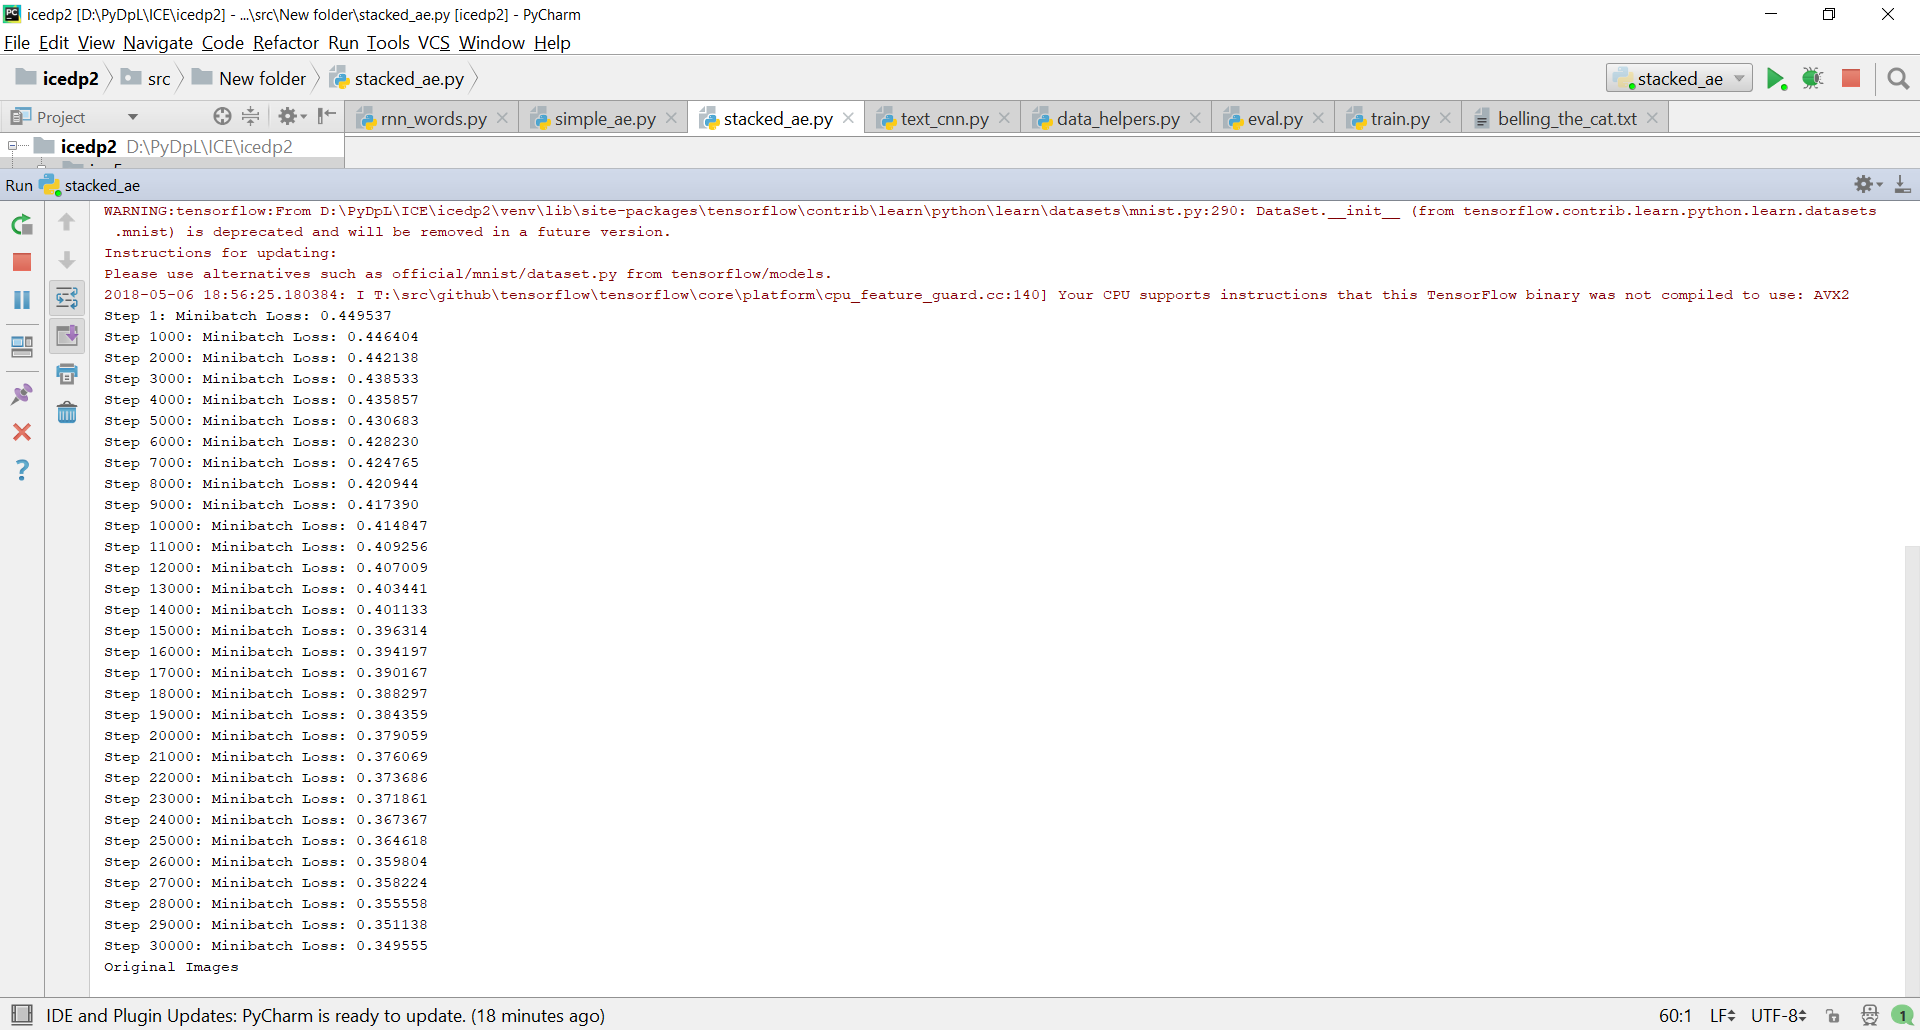 icedp2 [D:\PyDpL\ICE\icedp2] - ...\src\New folder\stacked_ae.py [icedp2] - PyCharm
File Edit View Navigate Code Refactor Run Tools VCS Window Help
icedp2 src New folder stacked_ae.py stacked_ae
Project rnn_words.py simple_ae.py stacked_ae.py text_cnn.py data_helpers.py eval.py train.py belling_the_cat.txt
icedp2 D:\PyDpL\ICE\icedp2
Run stacked_ae
WARNING:tensorflow:From D:\PyDpL\ICE\icedp2\venv\lib\site-packages\tensorflow\contrib\learn\python\learn\datasets\mnist.py:290: DataSet.__init__ (from tensorflow.contrib.learn.python.learn.datasets
.mnist) is deprecated and will be removed in a future version.
Instructions for updating:
Please use alternatives such as official/mnist/dataset.py from tensorflow/models.
2018-05-06 18:56:25.180384: I T:\src\github\tensorflow\tensorflow\core\platform\cpu_feature_guard.cc:140] Your CPU supports instructions that this TensorFlow binary was not compiled to use: AVX2
Step 1: Minibatch Loss: 0.449537
Step 1000: Minibatch Loss: 0.446404
Step 2000: Minibatch Loss: 0.442138
Step 3000: Minibatch Loss: 0.438533
Step 4000: Minibatch Loss: 0.435857
Step 5000: Minibatch Loss: 0.430683
Step 6000: Minibatch Loss: 0.428230
Step 7000: Minibatch Loss: 0.424765
Step 8000: Minibatch Loss: 0.420944
Step 9000: Minibatch Loss: 0.417390
Step 10000: Minibatch Loss: 0.414847
Step 11000: Minibatch Loss: 0.409256
Step 12000: Minibatch Loss: 0.407009
Step 13000: Minibatch Loss: 0.403441
Step 14000: Minibatch Loss: 0.401133
Step 15000: Minibatch Loss: 0.396314
Step 16000: Minibatch Loss: 0.394197
Step 17000: Minibatch Loss: 0.390167
Step 18000: Minibatch Loss: 0.388297
Step 19000: Minibatch Loss: 0.384359
Step 20000: Minibatch Loss: 0.379059
Step 21000: Minibatch Loss: 0.376069
Step 22000: Minibatch Loss: 0.373686
Step 23000: Minibatch Loss: 0.371861
Step 24000: Minibatch Loss: 0.367367
Step 25000: Minibatch Loss: 0.364618
Step 26000: Minibatch Loss: 0.359804
Step 27000: Minibatch Loss: 0.358224
Step 28000: Minibatch Loss: 0.355558
Step 29000: Minibatch Loss: 0.351138
Step 30000: Minibatch Loss: 0.349555
Original Images
IDE and Plugin Updates: PyCharm is ready to update. (18 minutes ago) 60:1 LF UTF-8 1